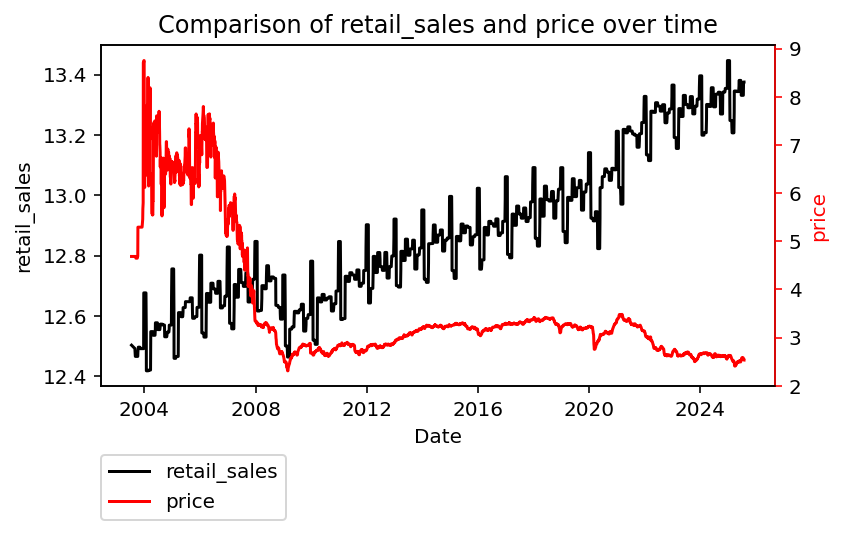 Comparison of retail_sales and price over time
13.4
13.2
13.0
12.8
12.6
12.4
retail_sales
9
8
7
6
5
4
3
2
price
2004 2008 2012 2016 2020 2024
Date
retail_sales
price